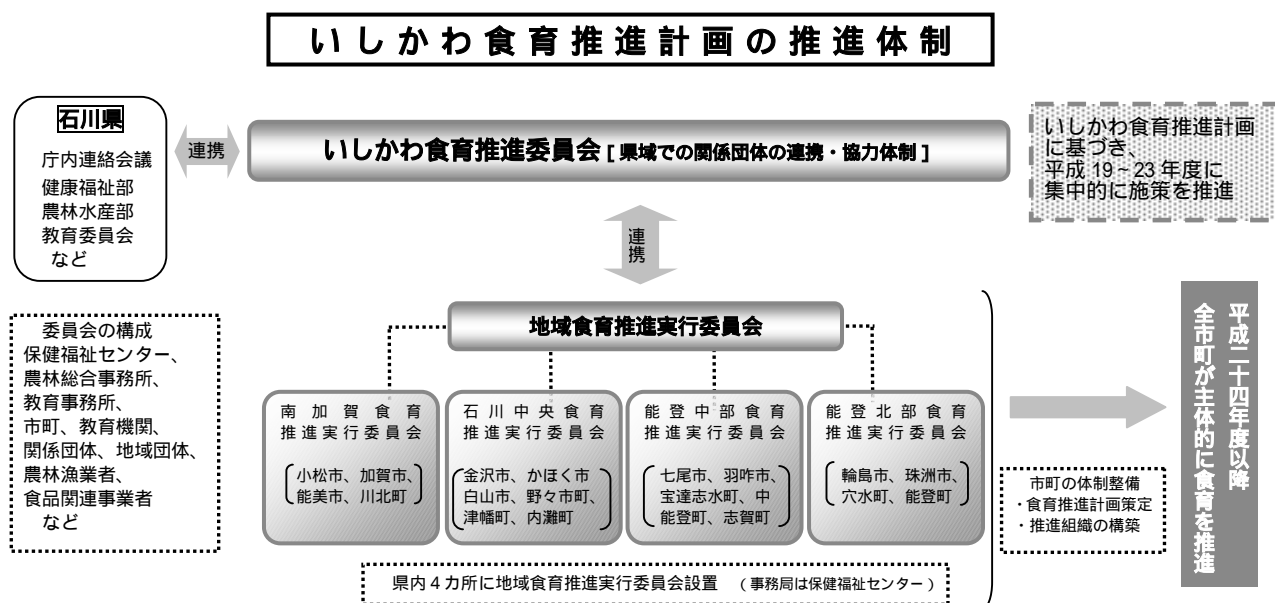 いしかわ食育推進計画の推進体制
石川県
庁内連絡会議
健康福祉部
農林水産部
教育委員会
など
連携
いしかわ食育推進委員会[県域での関係団体の連携・協力体制]
いしかわ食育推進計画
に基づき、
平成19~23年度に
集中的に施策を推進
連携
委員会の構成
保健福祉センター、
農林総合事務所、
教育事務所、
市町、教育機関、
関係団体、地域団体、
農林漁業者、
食品関連事業者
など
地域食育推進実行委員会
南加賀食育
推進実行委員会
小松市、加賀市、
能美市、川北町
石川中央食育
推進実行委員会
金沢市、かほく市
白山市、野々市町、
津幡町、内灘町
能登中部食育
推進実行委員会
七尾市、羽咋市、
宝達志水町、中
能登町、志賀町
能登北部食育
推進実行委員会
輪島市、珠洲市、
穴水町、能登町
県内4カ所に地域食育推進実行委員会設置 (事務局は保健福祉センター)
市町の体制整備
・食育推進計画策定
・推進組織の構築
平成二十四年度以降
全市町が主体的に食育を推進